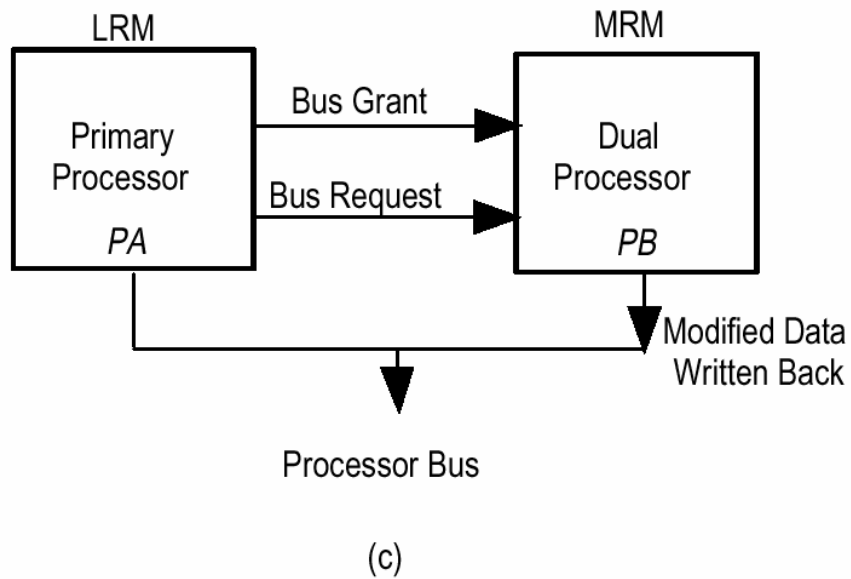 LRM
MRM
Bus Grant
Primary
Processor
Dual
Processor
Bus Request
PA
PB
Modified Data
Written Back
Processor Bus
(c)